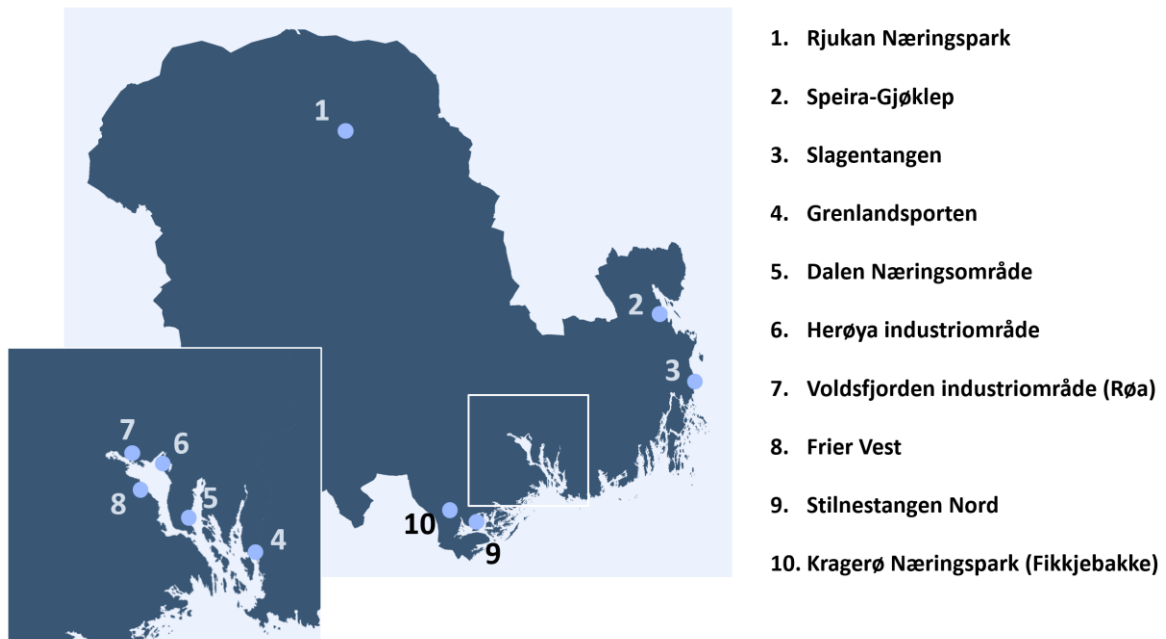 1. Rjukan Næringspark
2. Speira-Gjøklep
3. Slagentangen
4. Grenlandsporten
5. Dalen Næringsområde
6. Herøya industriområde
7. Voldsfjorden industriområde (Røa)
8. Frier Vest
9. Stilnestangen Nord
10. Kragerø Næringspark (Fikkjebakke)
1
2
3
7
6
8
5
4
10
9